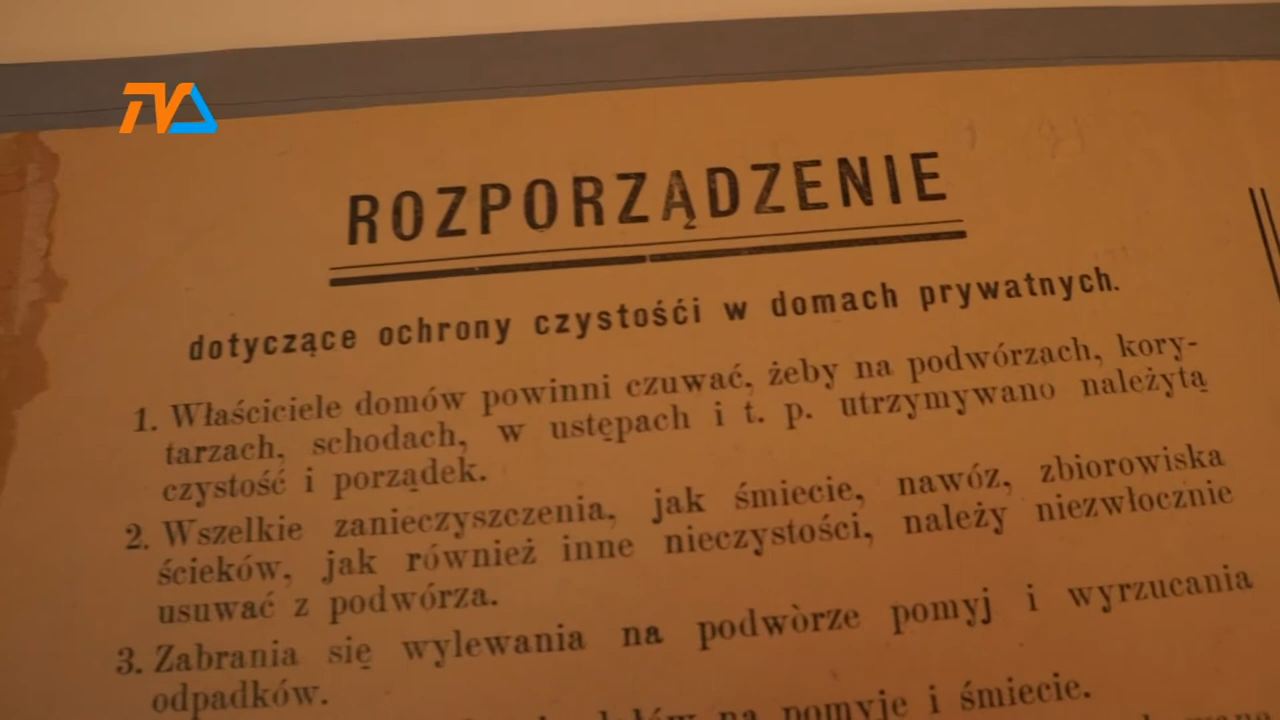 TVA
ROZPORZĄDZENIE
dotyczące ochrony czystośći w domach prywatnych.
1. Właściciele domów powinni czuwać, żeby na podwórzach, kory-
tarzach, schodach, w ustępach i t. p. utrzymywano należytą
czystość i porządek.
2. Wszelkie zanieczyszczenia, jak śmiecie, nawóz, zbiorowiska
ścieków, jak również inne nieczystości, należy niezwłocznie
usuwać z podwórza.
3. Zabrania się wylewania na podwòrze pomyj i wyrzucania
odpadków.
na pomyje i śmiecie.